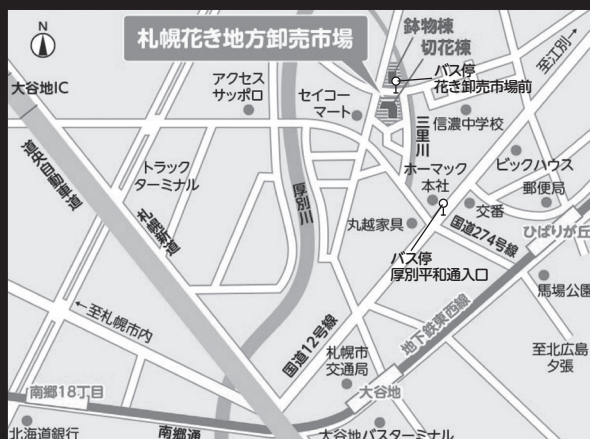 N
札幌花き地方卸売市場
鉢物棟
切花棟
バス停
花き卸売市場前
至江別→
大谷地IC
アクセス
サッポロ
セイコー
マート
信濃中学校
三里川
道央自動車道
トラック
ターミナル
ビックハウス
ホーマック
本社
郵便局
札幌新道
厚別川
丸越家具
交番
国道274号線
ひばりが丘
バス停
厚別平和通入口
馬場公園
←至札幌市内
国道12号線
地下鉄東西線
札幌市
交通局
至北広島
夕張
南郷18丁目
大谷地
北海道銀行
南郷通
大谷地バスターミナル